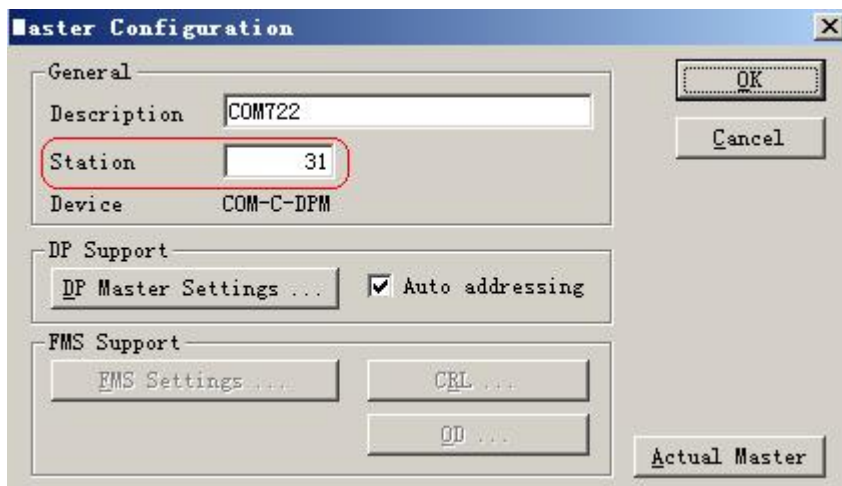 Master Configuration
General
Description COM722
Station 31
Device COM-C-DPM
OK
Cancel
DP Support
DP Master Settings ...
Auto addressing
FMS Support
FMS Settings ...
CRL ...
OD ...
Actual Master